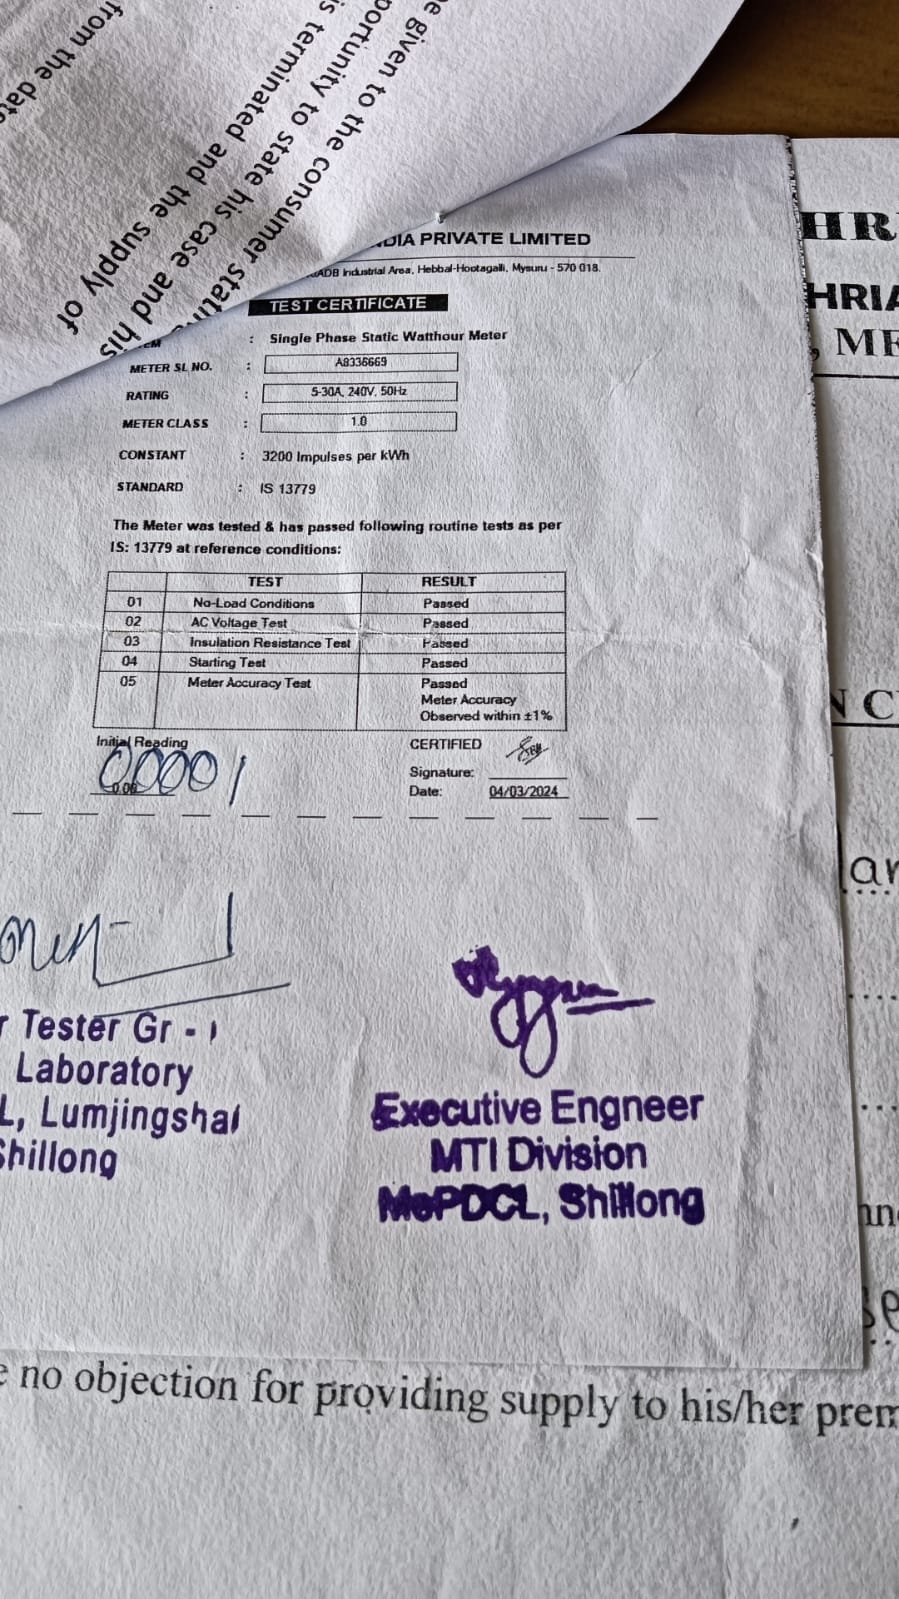 from the date
s terminated and the supply of
portunity to state his case and his
e given to the consumer
DIA PRIVATE LIMITED
ADB Industrial Area, Hebbal-Hootagalli, Mysuru - 570 018.
TEST CERTIFICATE
: Single Phase Static Watthour Meter
METER SL NO. : A8336669
RATING : 5-30A, 240V, 50Hz
METER CLASS : 1.0
CONSTANT : 3200 Impulses per kWh
STANDARD : IS 13779
The Meter was tested & has passed following routine tests as per
IS: 13779 at reference conditions:
TEST RESULT
01 No-Load Conditions Passed
02 AC Voltage Test Passed
03 Insulation Resistance Test Passed
04 Starting Test Passed
05 Meter Accuracy Test Passed
Meter Accuracy
Observed within ±1%
Initial Reading CERTIFIED
00001
Signature:
Date: 04/03/2024
r Tester Gr - I
Laboratory
L, Lumjingshai
Shillong
Executive Engneer
MTI Division
MePDCL, Shillong
HR
HRIA
, ME
N C
ar
se
e no objection for providing supply to his/her prem